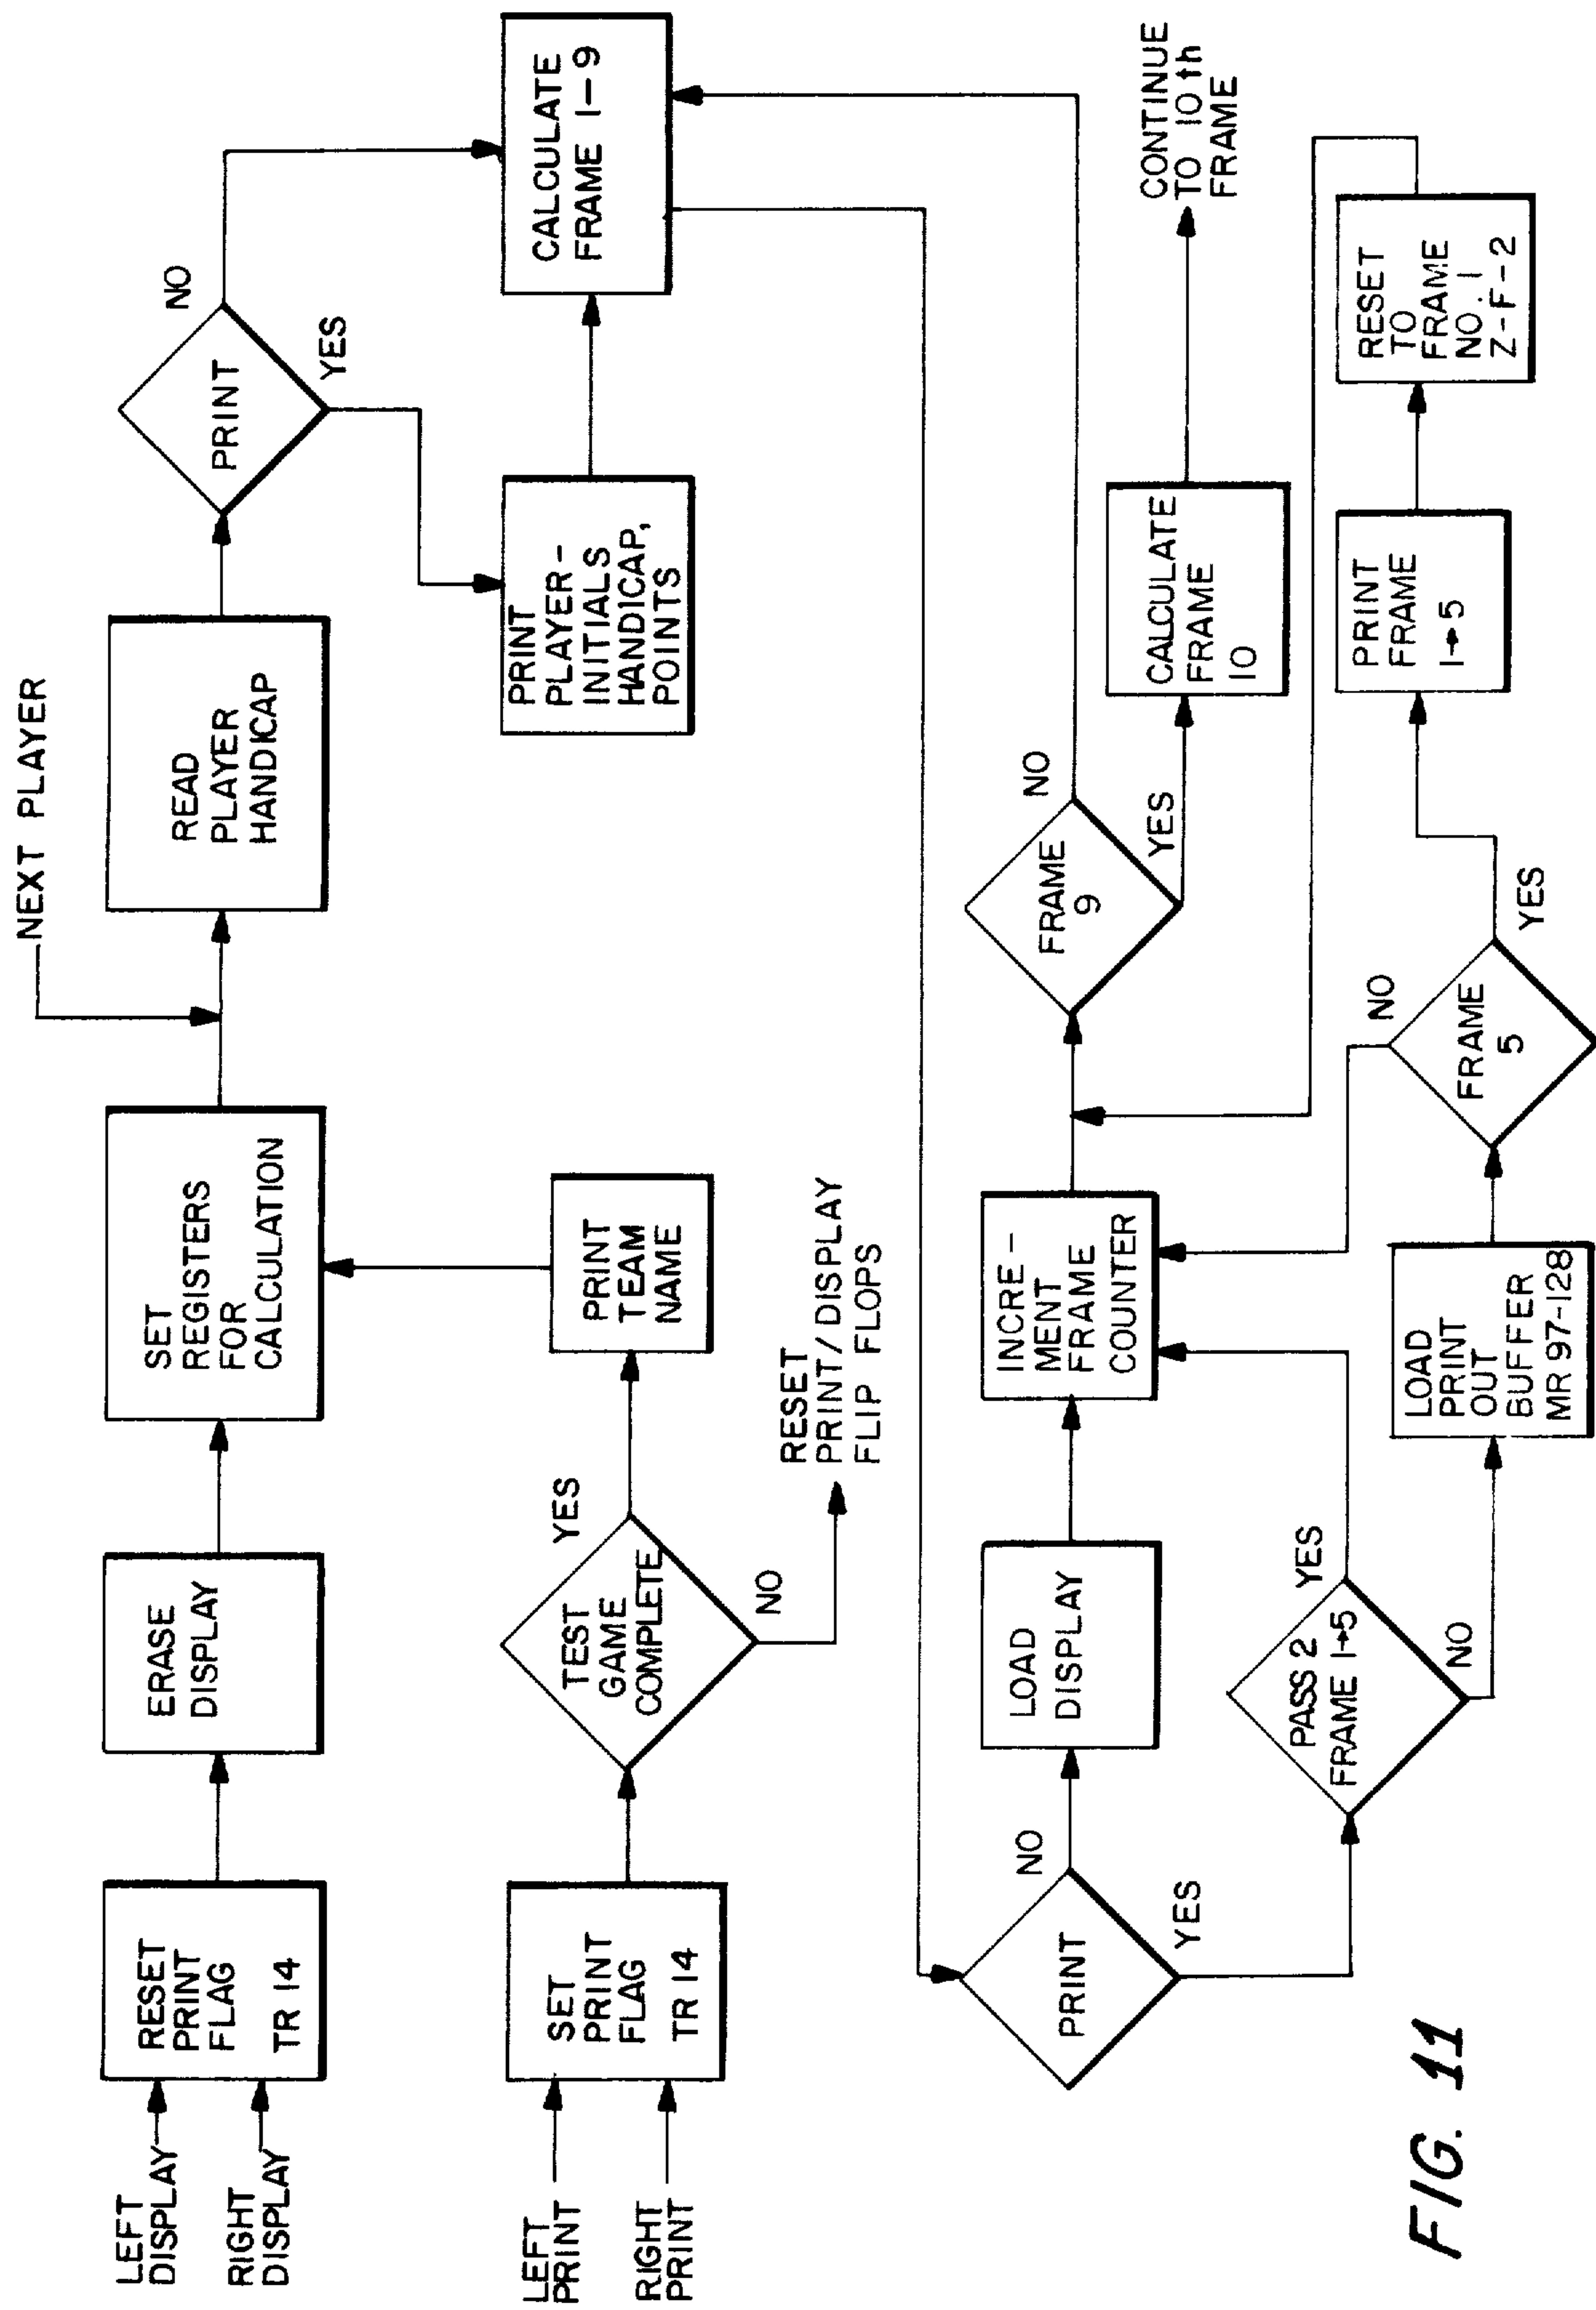 LEFT
DISPLAY
RIGHT
DISPLAY
RESET
PRINT
FLAG
TR 14
ERASE
DISPLAY
SET
REGISTERS
FOR
CALCULATION
NEXT PLAYER
READ
PLAYER
HANDICAP
PRINT
NO
YES
LEFT
PRINT
RIGHT
PRINT
SET
PRINT
FLAG
TR 14
TEST
GAME
COMPLETE
YES
NO
PRINT
TEAM
NAME
RESET
PRINT/DISPLAY
FLIP FLOPS
PRINT
PLAYER-
INITIALS
HANDICAP,
POINTS
CALCULATE
FRAME 1-9
PRINT
NO
YES
LOAD
DISPLAY
INCRE-
MENT
FRAME
COUNTER
FRAME
9
NO
YES
CALCULATE
FRAME
10
CONTINUE
TO 10th
FRAME
PASS 2
FRAME 1→5
YES
NO
LOAD
PRINT
OUT
BUFFER
MR 97-128
FRAME
5
NO
YES
PRINT
FRAME
1→5
RESET
TO
FRAME
NO. 1
Z-F-2
FIG. 11